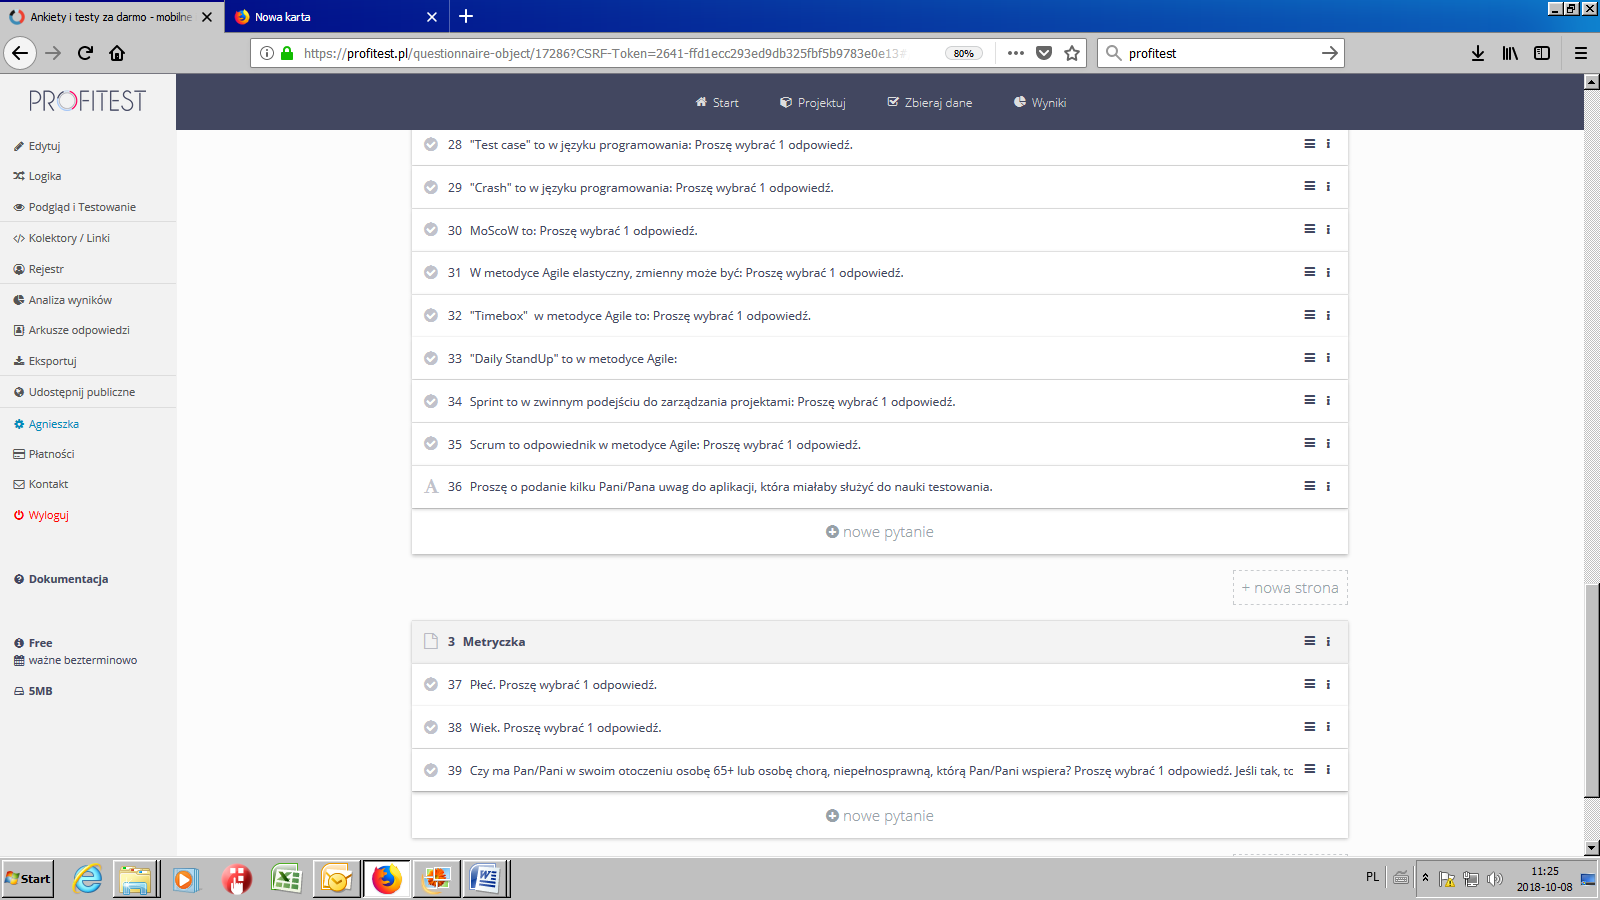 Ankiety i testy za darmo - mobilne
Nowa karta
https://profitest.pl/questionnaire-object/17286?CSRF-Token=2641-ffd1ecc293ed9db325fbf5b9783e0e13#
80%
profitest
PROFITEST
Start
Projektuj
Zbieraj dane
Wyniki
Edytuj
Logika
Podgląd i Testowanie
Kolektory / Linki
Rejestr
Analiza wyników
Arkusze odpowiedzi
Eksportuj
Udostępnij publiczne
Agnieszka
Płatności
Kontakt
Wyloguj
Dokumentacja
Free
ważne bezterminowo
5MB
28 "Test case" to w języku programowania: Proszę wybrać 1 odpowiedź.
29 "Crash" to w języku programowania: Proszę wybrać 1 odpowiedź.
30 MoScoW to: Proszę wybrać 1 odpowiedź.
31 W metodyce Agile elastyczny, zmienny może być: Proszę wybrać 1 odpowiedź.
32 "Timebox"  w metodyce Agile to: Proszę wybrać 1 odpowiedź.
33 "Daily StandUp" to w metodyce Agile:
34 Sprint to w zwinnym podejściu do zarządzania projektami: Proszę wybrać 1 odpowiedź.
35 Scrum to odpowiednik w metodyce Agile: Proszę wybrać 1 odpowiedź.
A 36 Proszę o podanie kilku Pani/Pana uwag do aplikacji, która miałaby służyć do nauki testowania.
nowe pytanie
+ nowa strona
3 Metryczka
37 Płeć. Proszę wybrać 1 odpowiedź.
38 Wiek. Proszę wybrać 1 odpowiedź.
39 Czy ma Pan/Pani w swoim otoczeniu osobę 65+ lub osobę chorą, niepełnosprawną, którą Pan/Pani wspiera? Proszę wybrać 1 odpowiedź. Jeśli tak, to
nowe pytanie
Start
PL
11:25
2018-10-08